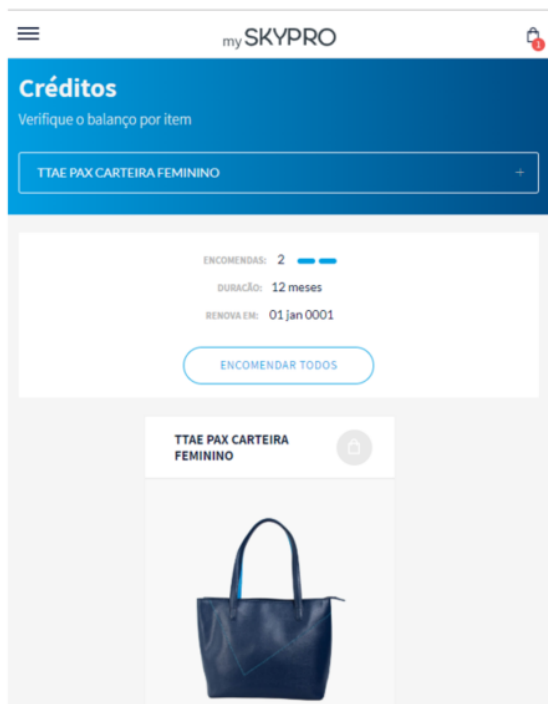 my SKYPRO
1
Créditos
Verifique o balanço por item
TTAE PAX CARTEIRA FEMININO +
ENCOMENDAS: 2
DURAÇÃO: 12 meses
RENOVA EM: 01 jan 0001
ENCOMENDAR TODOS
TTAE PAX CARTEIRA
FEMININO